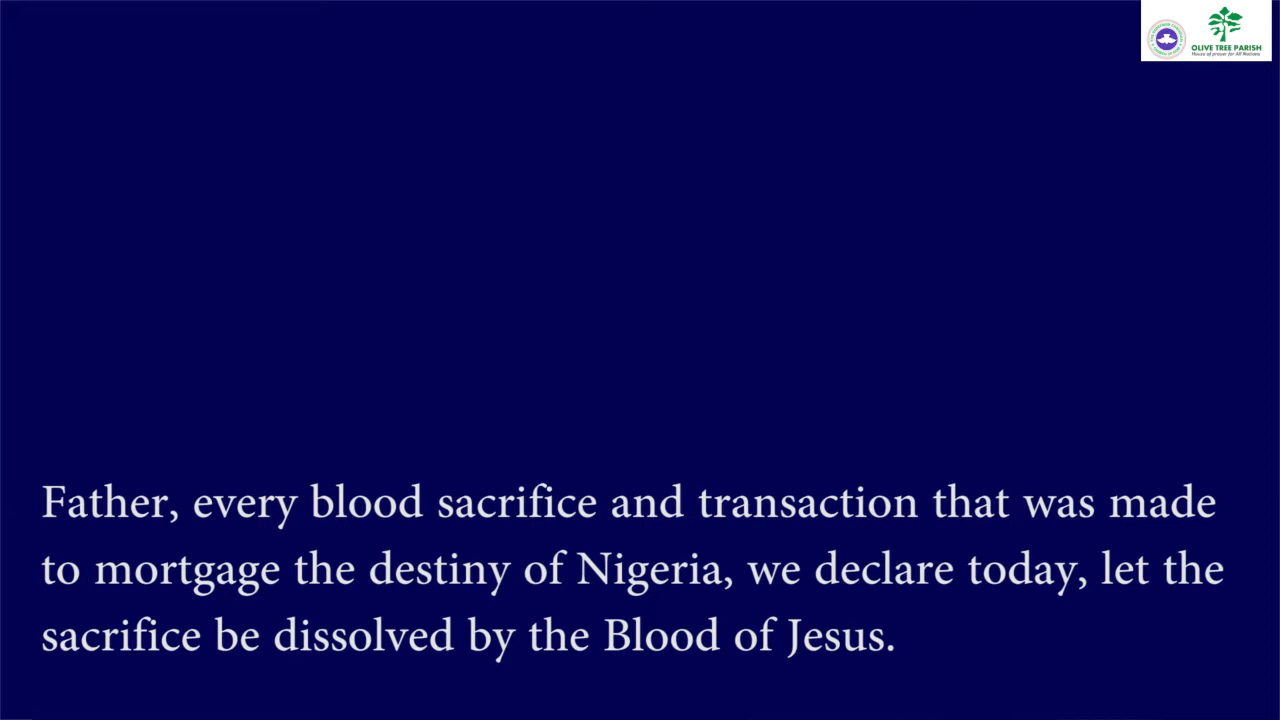 OLIVE TREE PARISH
House of prayer for All Nations
Father, every blood sacrifice and transaction that was made
to mortgage the destiny of Nigeria, we declare today, let the
sacrifice be dissolved by the Blood of Jesus.